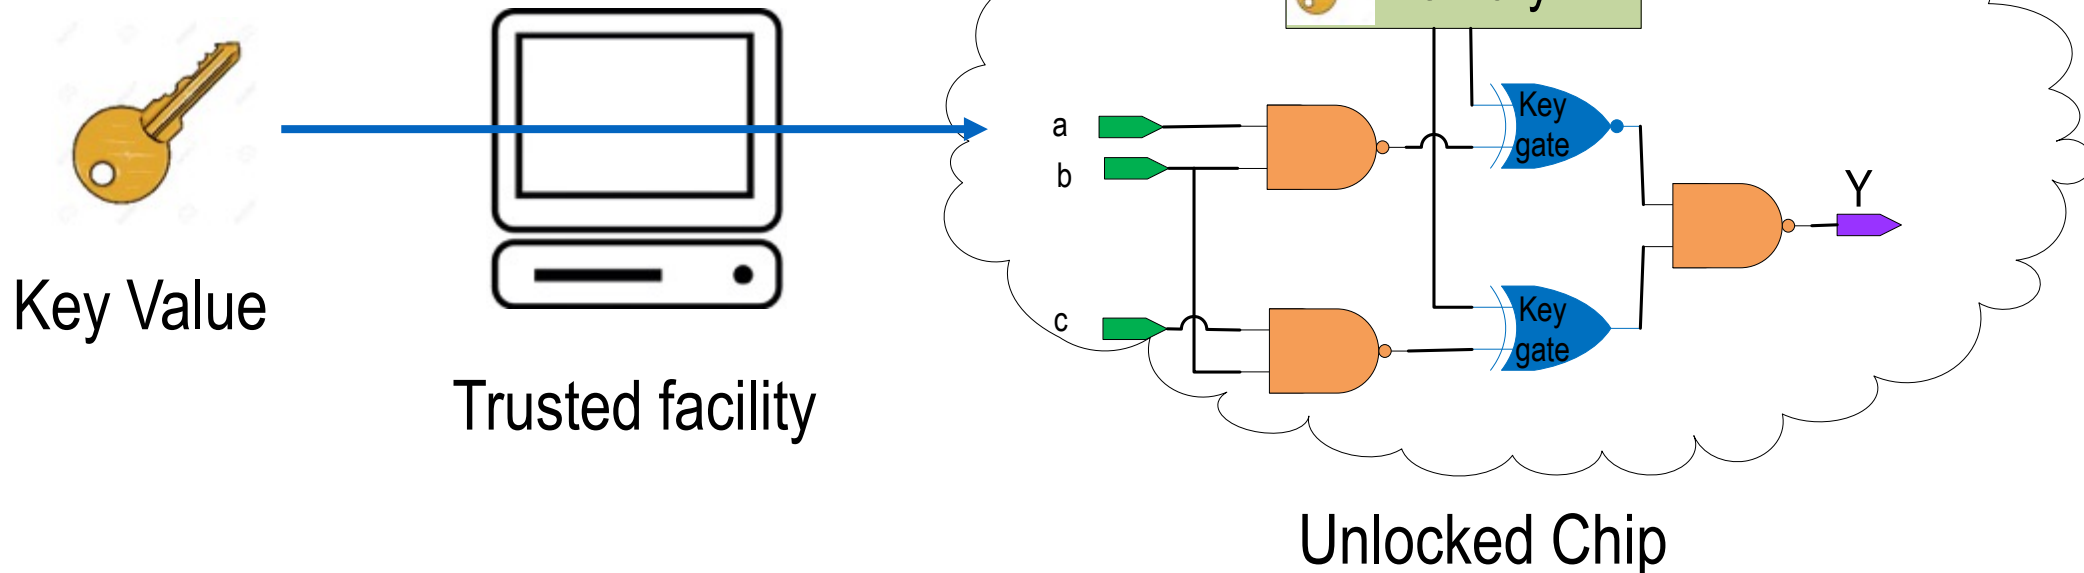 Key
gate
a
b
Y
Key Value
c
Key
gate
Trusted facility
Unlocked Chip